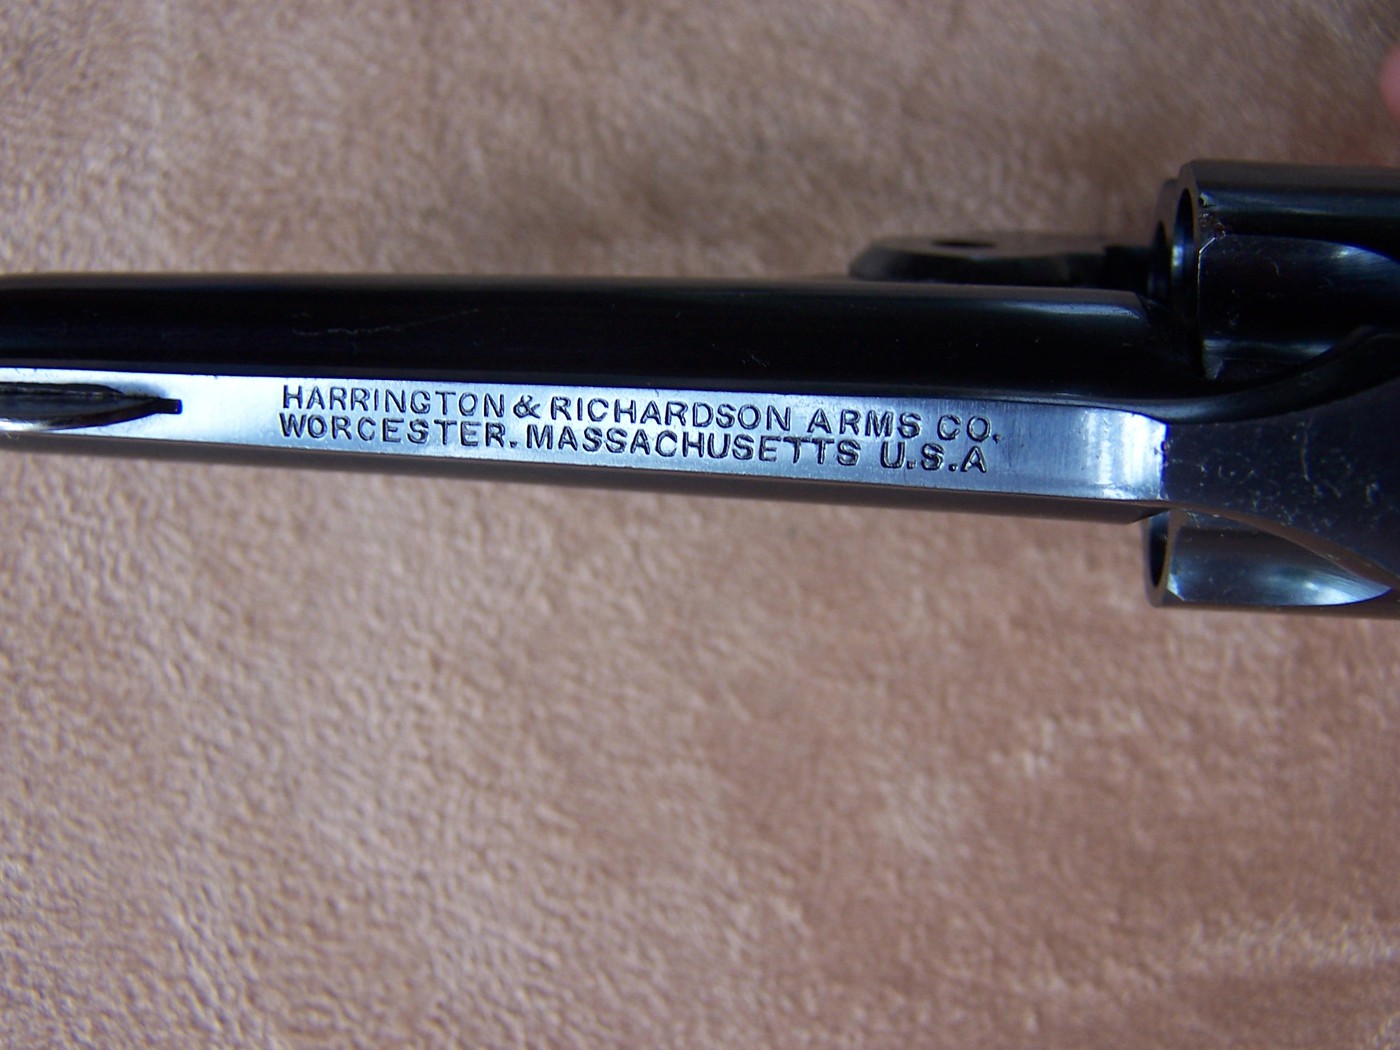 HARRINGTON & RICHARDSON ARMS CO.
WORCESTER. MASSACHUSETTS U.S.A